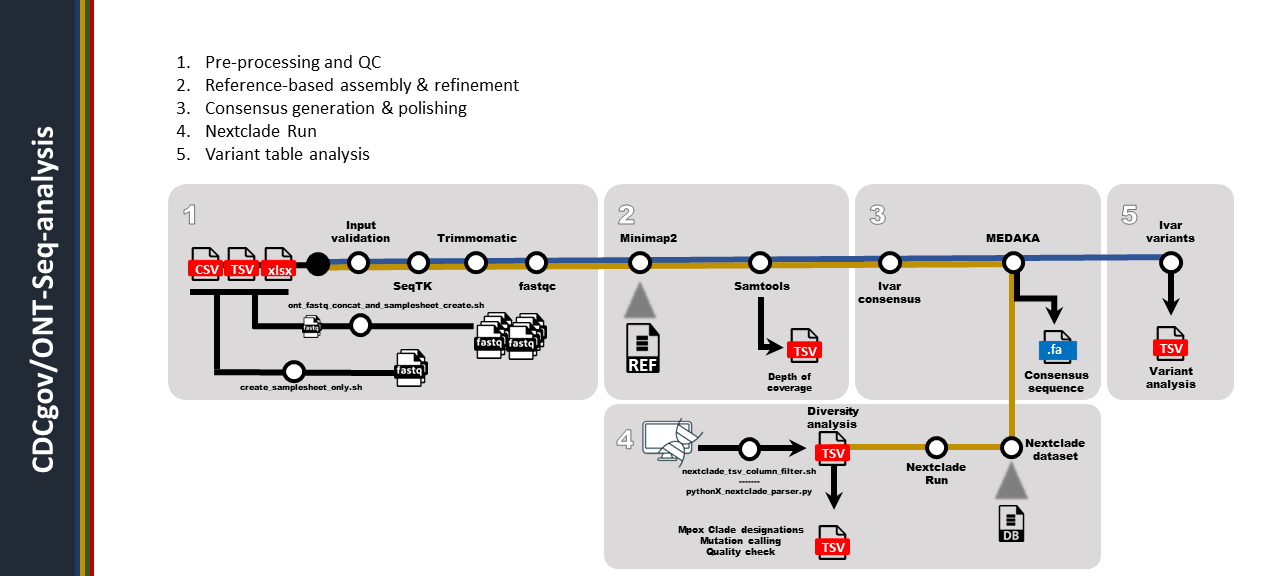 CDCgov/ONT-Seq-analysis
1. Pre-processing and QC
2. Reference-based assembly & refinement
3. Consensus generation & polishing
4. Nextclade Run
5. Variant table analysis
1
Input
validation
Trimmomatic
CSV
TSV
xlsx
SeqTK
fastqc
ont_fastq_concat_and_samplesheet_create.sh
fastq
fastq
fastq
create_samplesheet_only.sh
fastq
2
Minimap2
Samtools
REF
TSV
Depth of
coverage
3
MEDAKA
Ivar
consensus
.fa
Consensus
sequence
5
Ivar
variants
TSV
Variant
analysis
4
Diversity
analysis
TSV
nextclade_tsv_column_filter.sh
-------
pythonX_nextclade_parser.py
Nextclade
Run
Nextclade
dataset
DB
Mpox Clade designations
Mutation calling
Quality check
TSV